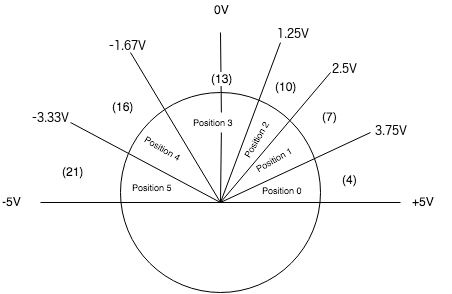 0V
-1.67V
1.25V
2.5V
(13)
(10)
(16)
-3.33V
(7)
3.75V
Position 3
Position 2
Position 4
Position 1
(21)
(4)
Position 5
Position 0
-5V
+5V